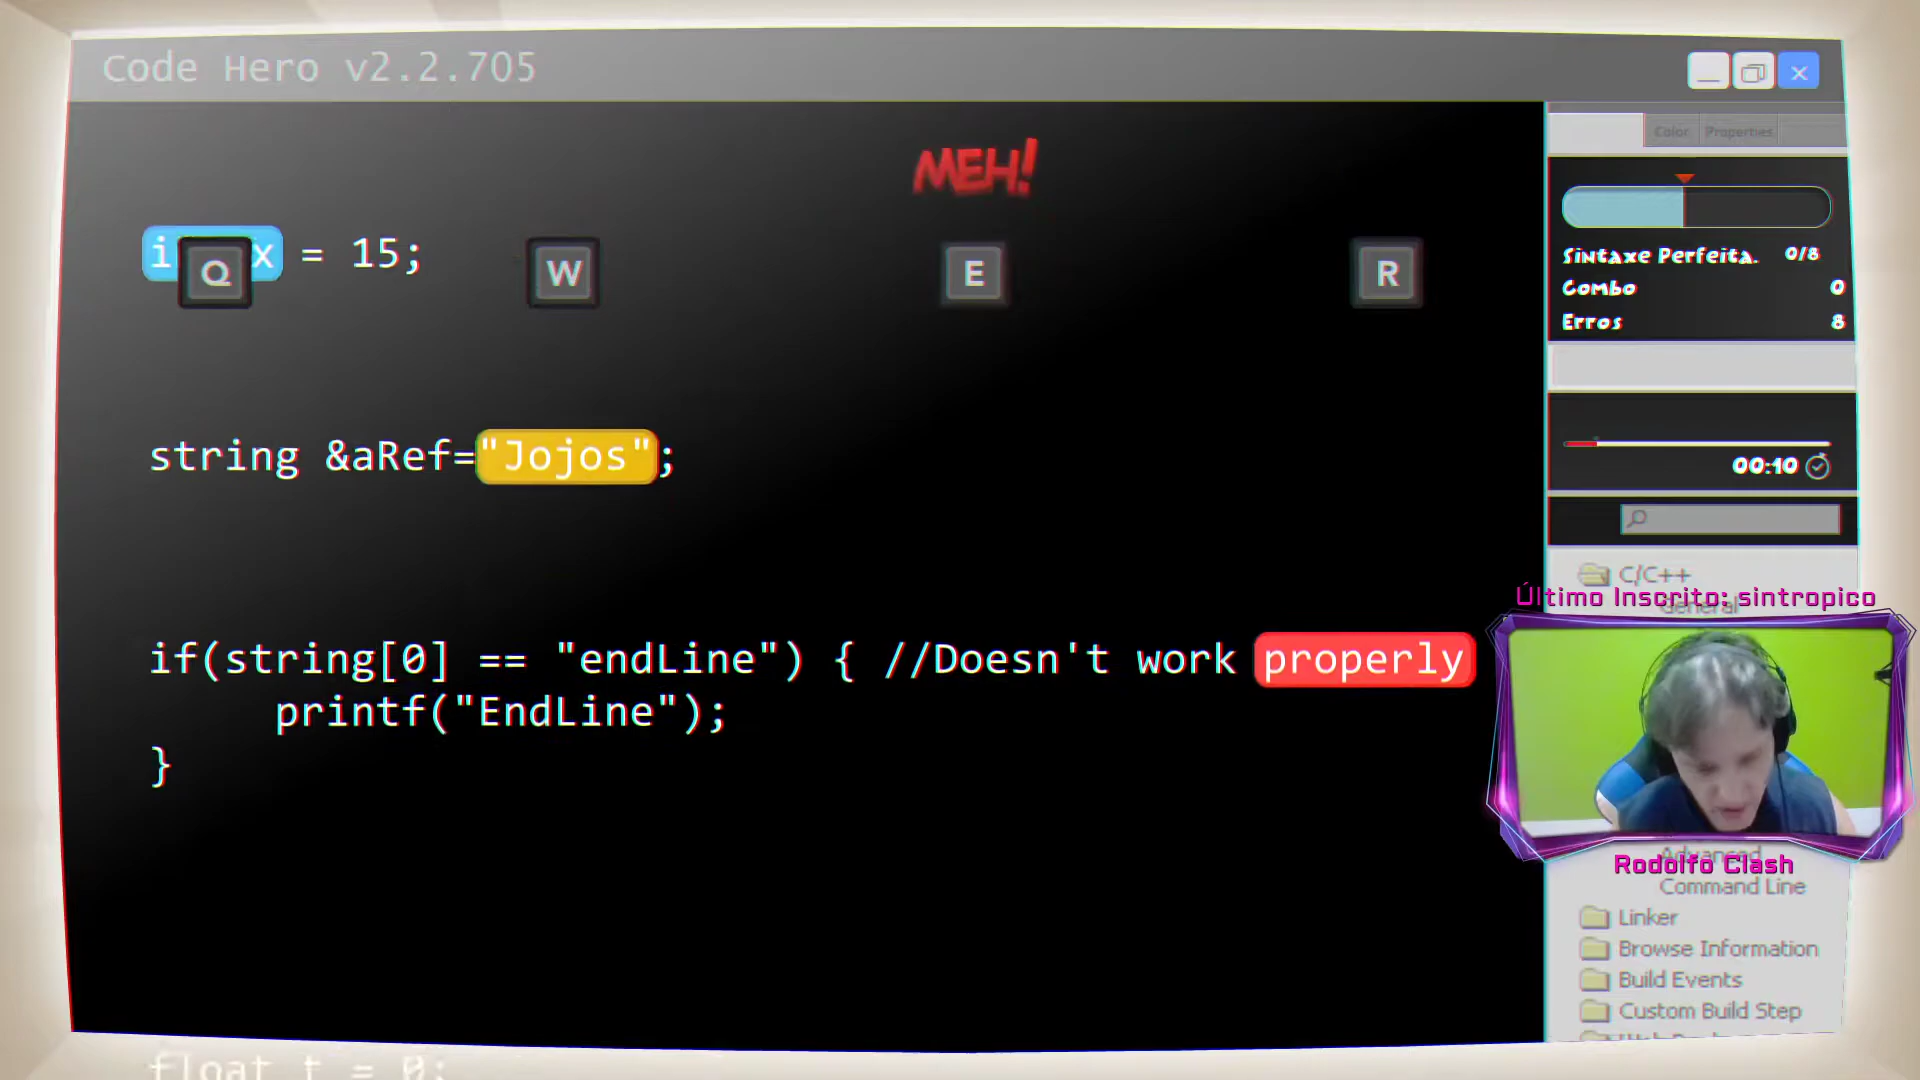 Code Hero v2.2.705
Color Properties
MEH!
x = 15;
Q W E R
Sintaxe Perfeita. 0/8
Combo 0
Erros 8
string &aRef="Jojos";
00:10
C/C++
Último Inscrito: sintropico
General
if(string[0] == "endLine") { //Doesn't work properly
printf("EndLine");
}
Advanced
Rodolfo Clash
Command Line
Linker
Browse Information
Build Events
Custom Build Step
float t = 0;